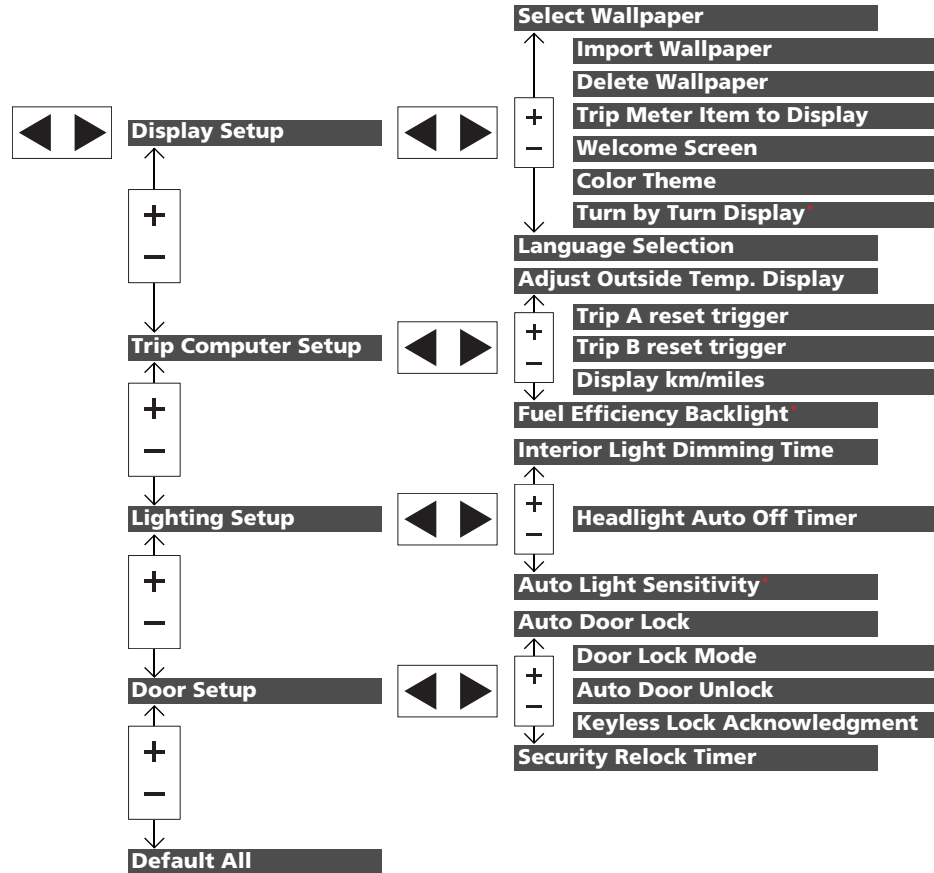 Select Wallpaper
Import Wallpaper
Delete Wallpaper
Trip Meter Item to Display
Welcome Screen
Color Theme
Turn by Turn Display*
Language Selection
Display Setup
+
−
Adjust Outside Temp. Display
Trip A reset trigger
Trip B reset trigger
Display km/miles
Fuel Efficiency Backlight*
Trip Computer Setup
+
−
Interior Light Dimming Time
Headlight Auto Off Timer
Auto Light Sensitivity*
Lighting Setup
+
−
Auto Door Lock
Door Lock Mode
Auto Door Unlock
Keyless Lock Acknowledgment
Security Relock Timer
Door Setup
+
−
Default All